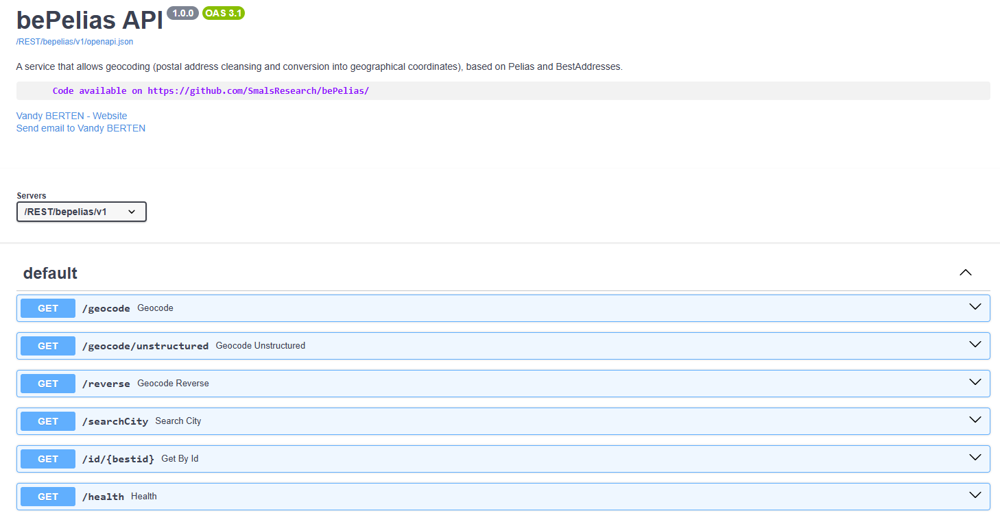 bePelias API 1.0.0 OAS 3.1
/REST/bepelias/v1/openapi.json
A service that allows geocoding (postal address cleansing and conversion into geographical coordinates), based on Pelias and BestAddresses.
Code available on https://github.com/SmalsResearch/bePelias/
Vandy BERTEN - Website
Send email to Vandy BERTEN
Servers
/REST/bepelias/v1
default
GET /geocode Geocode
GET /geocode/unstructured Geocode Unstructured
GET /reverse Geocode Reverse
GET /searchCity Search City
GET /id/{bestid} Get By Id
GET /health Health